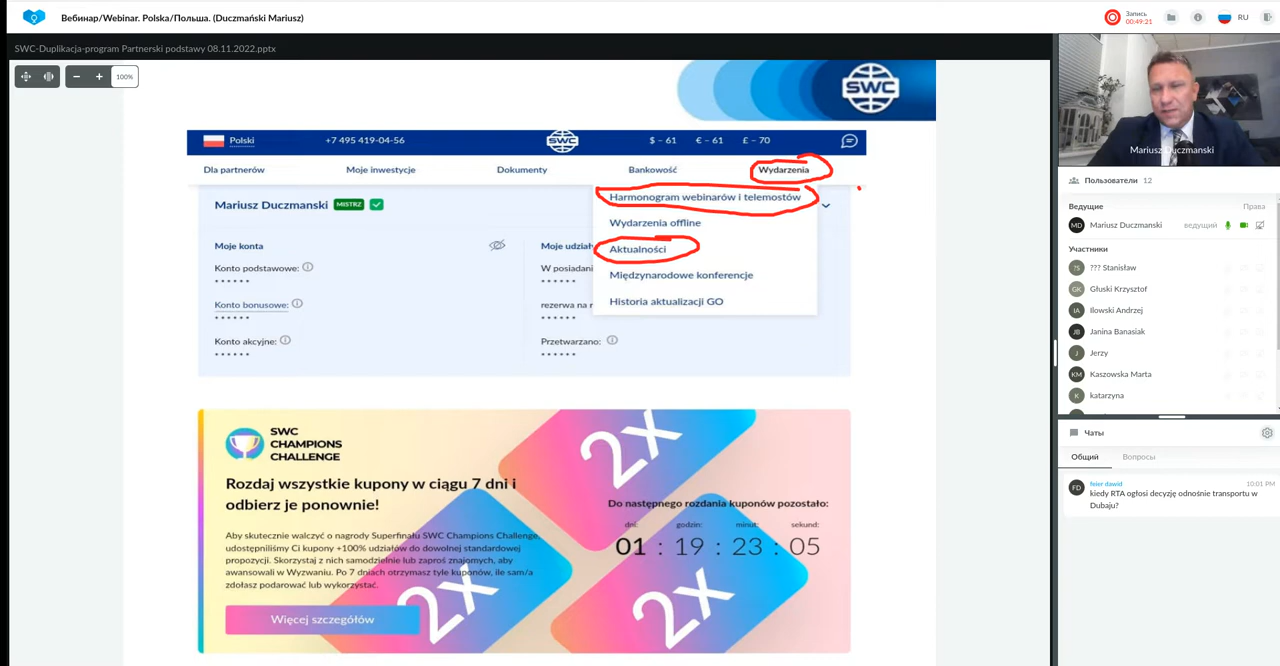 Вебинар/Webinar. Polska/Польша. (Duczmański Mariusz)
Запись
00:49:21
RU
SWC-Duplikacja-program Partnerski podstawy 08.11.2022.pptx
100%
SWC
Polski
+7 495 419-04-56
SWC
$ – 61
€ – 61
£ – 70
Dla partnerów
Moje inwestycje
Dokumenty
Bankowość
Wydarzenia
Mariusz Duczmanski
MISTRZ
Harmonogram webinarów i telemostów
Wydarzenia offline
Aktualności
Międzynarodowe konferencje
Historia aktualizacji GO
Moje konta
Konto podstawowe:
Konto bonusowe:
Konto akcyjne:
Moje udział
W posiadani
rezerwa na r
Przetwarzano:
SWC
CHAMPIONS
CHALLENGE
Rozdaj wszystkie kupony w ciągu 7 dni i
odbierz je ponownie!
Aby skutecznie walczyć o nagrody Superfinału SWC Champions Challenge,
udostępniliśmy Ci kupony +100% udziałów do dowolnej standardowej
propozycji. Skorzystaj z nich samodzielnie lub zaproś znajomych, aby
awansowali w Wyzwaniu. Po 7 dniach otrzymasz tyle kuponów, ile sam/a
zdołasz podarować lub wykorzystać.
Więcej szczegółów
2x
2x
2x
Do następnego rozdania kuponów pozostało:
dni:
godzin:
minut:
sekund:
01 : 19 : 23 : 05
Mariusz Duczmanski
Пользователи 12
Ведущие
Права
MD
Mariusz Duczmanski
ведущий
Участники
?S
??? Stanisław
GK
Głuski Krzysztof
IA
Ilowski Andrzej
JB
Janina Banasiak
J
Jerzy
KM
Kaszowska Marta
K
katarzyna
Чаты
Общий
Вопросы
FD
feier dawid
10:01 PM
kiedy RTA ogłosi decyzję odnośnie transportu w
Dubaju?